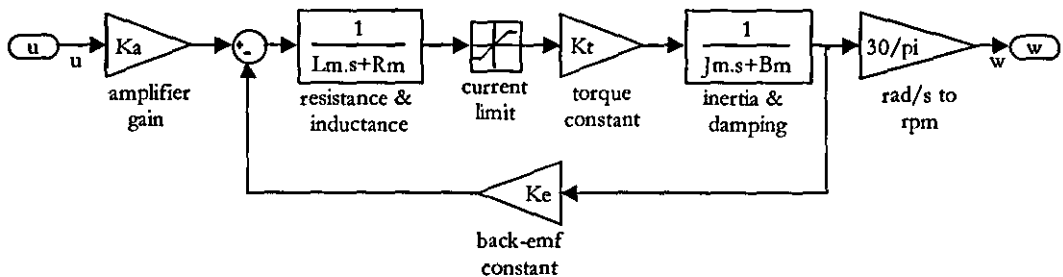 u
u
Ka
amplifier
gain
+
-
1
Lm.s+Rm
resistance &
inductance
current
limit
Kt
torque
constant
1
Jm.s+Bm
inertia &
damping
30/pi
rad/s to
rpm
w
w
Ke
back-emf
constant